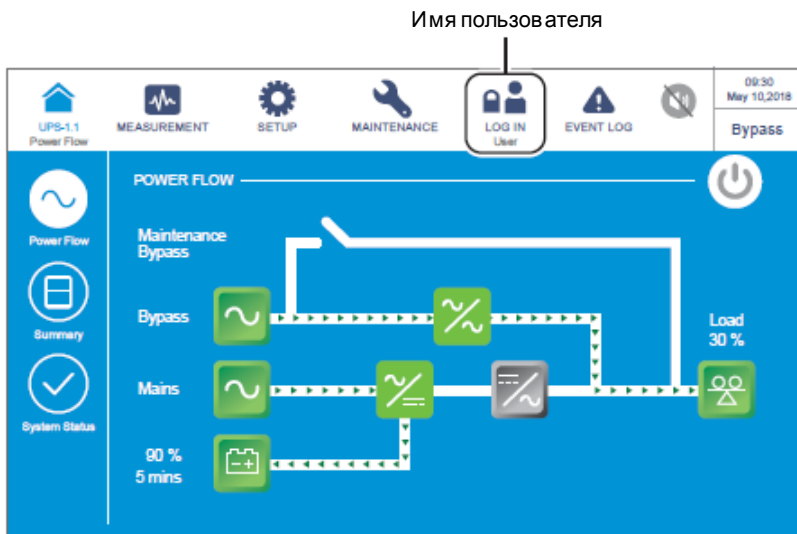 Имя пользователя
09:30
May 10,2018
UPS-1.1
Power Flow
MEASUREMENT
SETUP
MAINTENANCE
LOG IN
User
EVENT LOG
Bypass
POWER FLOW
Power Flow
Maintenance
Bypass
Bypass
Load
30 %
Summary
Mains
System Status
90 %
5 mins